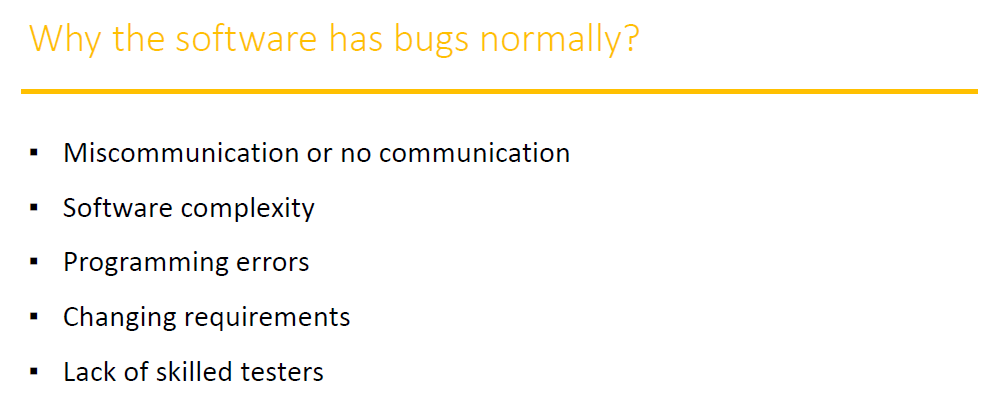 Why the software has bugs normally?
▪ Miscommunication or no communication
▪ Software complexity
▪ Programming errors
▪ Changing requirements
▪ Lack of skilled testers